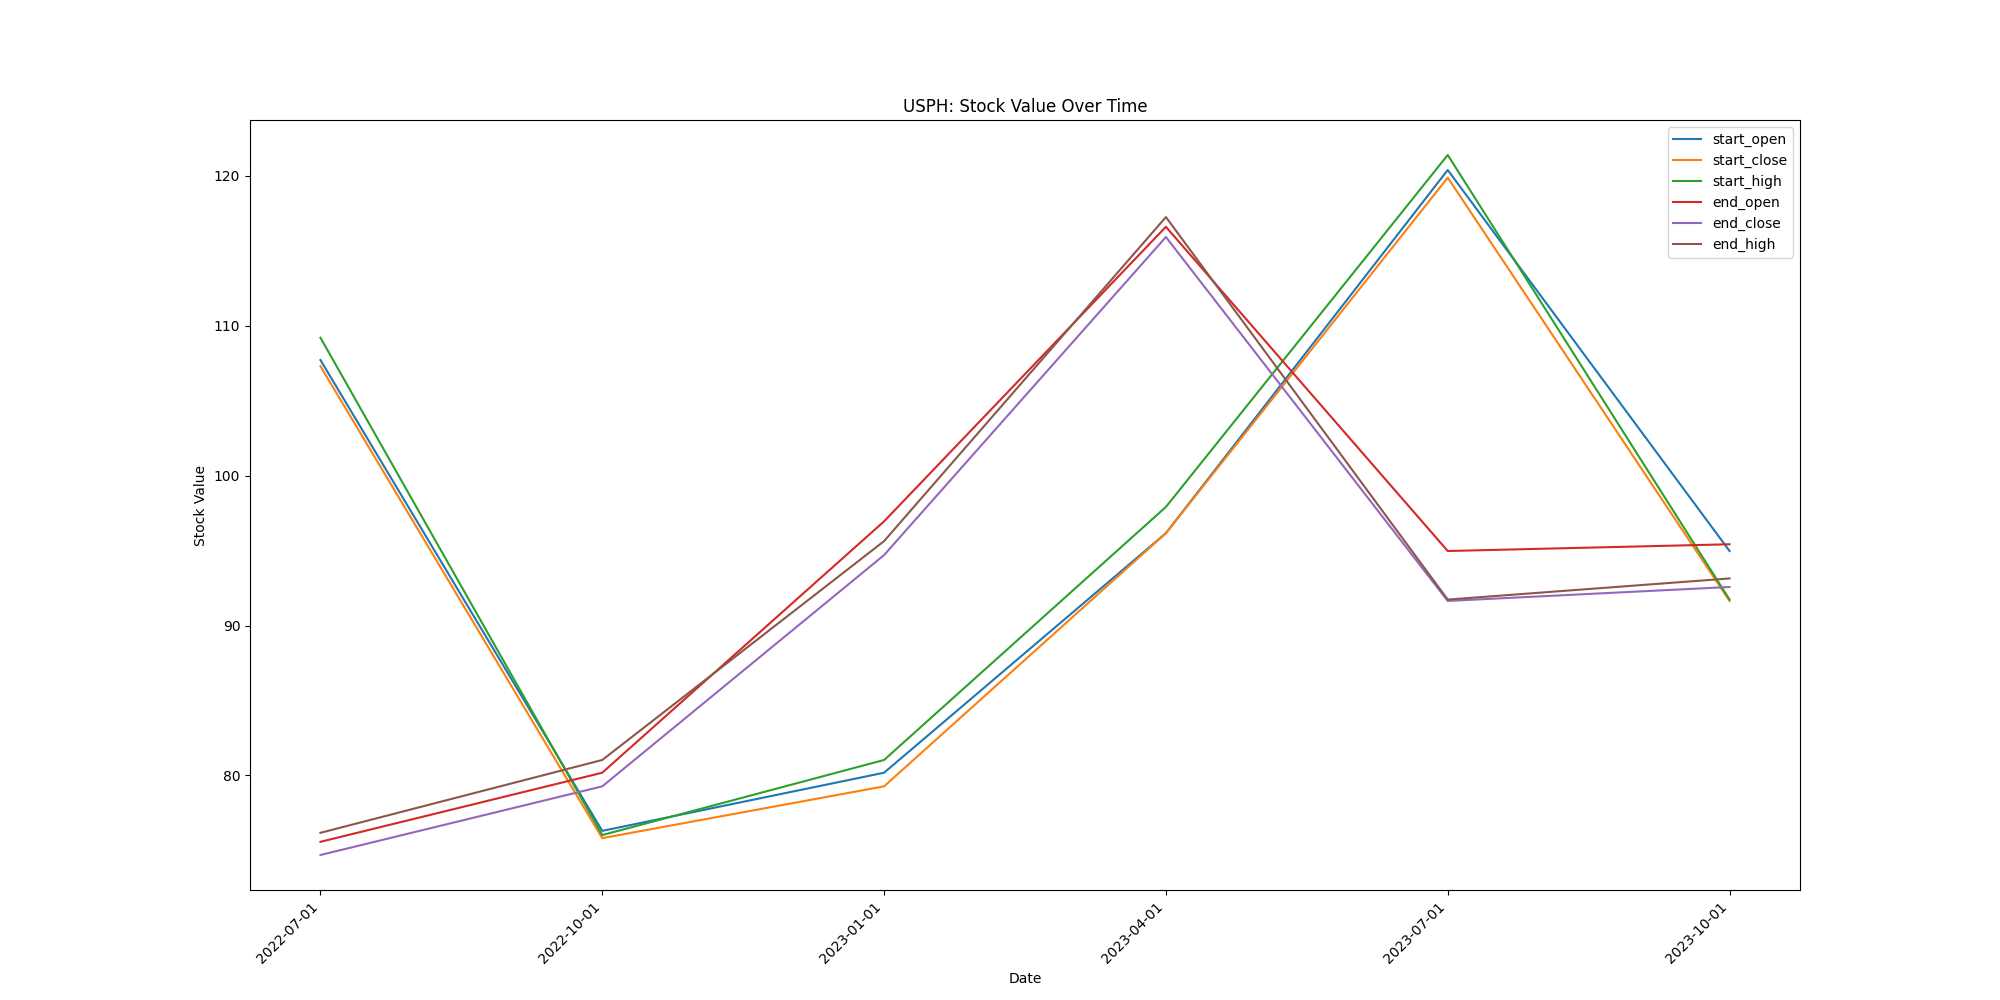 USPH: Stock Value Over Time
start_open
start_close
start_high
end_open
end_close
end_high
120
110
100
90
80
Stock Value
2022-07-01
2022-10-01
2023-01-01
2023-04-01
2023-07-01
2023-10-01
Date